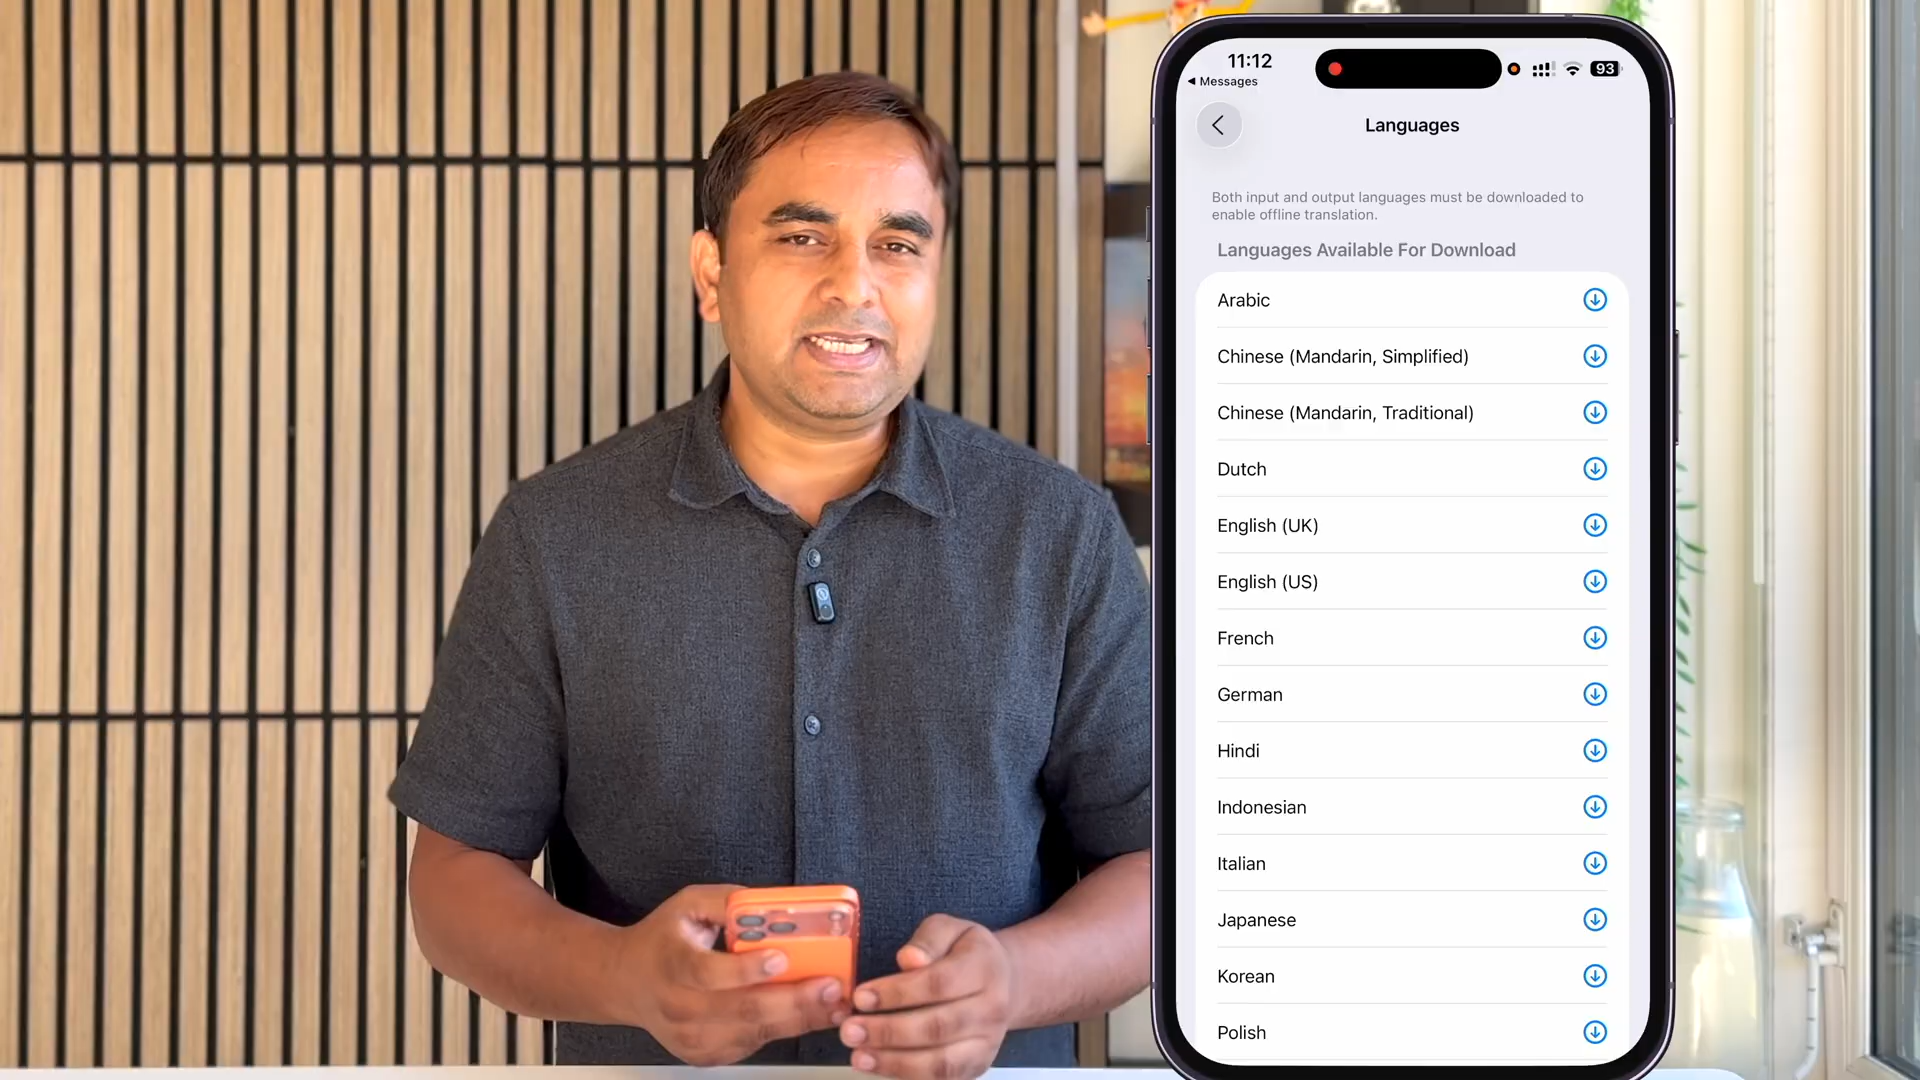 11:12
Messages
93
Languages
Both input and output languages must be downloaded to
enable offline translation.
Languages Available For Download
Arabic
Chinese (Mandarin, Simplified)
Chinese (Mandarin, Traditional)
Dutch
English (UK)
English (US)
French
German
Hindi
Indonesian
Italian
Japanese
Korean
Polish